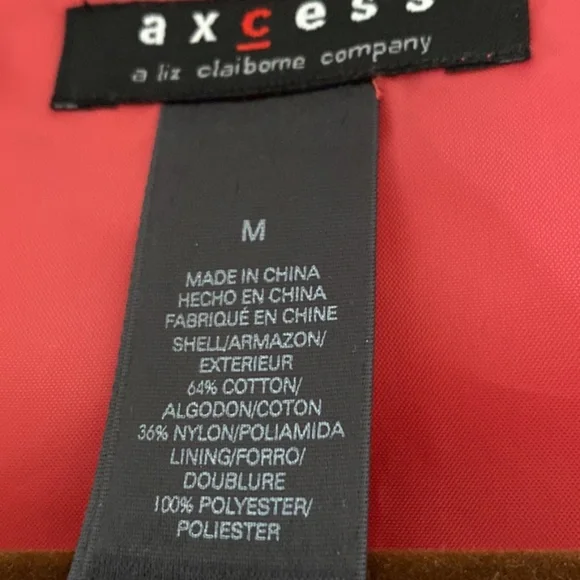 axcess
a liz claiborne company
M
MADE IN CHINA
HECHO EN CHINA
FABRIQUÉ EN CHINE
SHELL/ARMAZON/
EXTERIEUR
64% COTTON/
ALGODON/COTON
36% NYLON/POLIAMIDA
LINING/FORRO/
DOUBLURE
100% POLYESTER/
POLIESTER